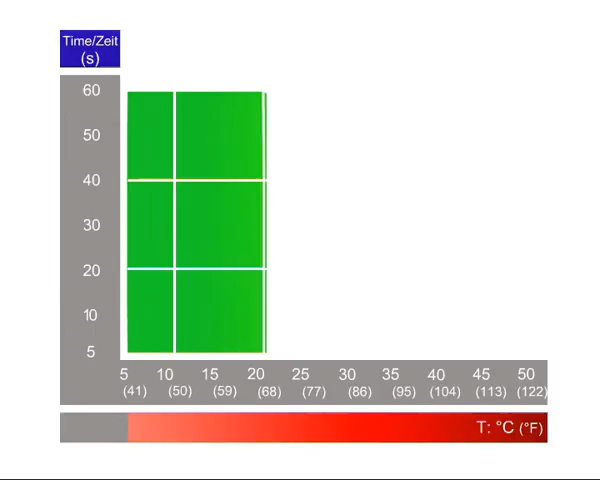 Time/Zeit
(s)
60
50
40
30
20
10
5
5 10 15 20 25 30 35 40 45 50
(41) (50) (59) (68) (77) (86) (95) (104) (113) (122)
T: °C (°F)